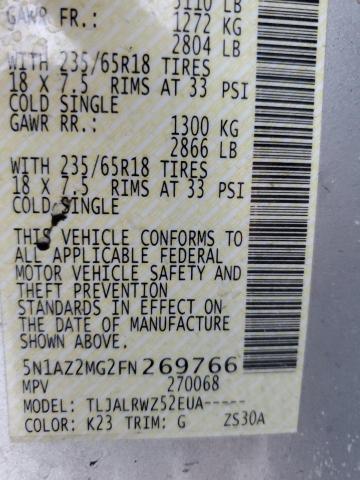 3110 LB
GAWR FR.: 1272 KG
2804 LB
WITH 235/65R18 TIRES
18 X 7.5 RIMS AT 33 PSI
COLD SINGLE
GAWR RR.: 1300 KG
2866 LB
WITH 235/65R18 TIRES
18 X 7.5 RIMS AT 33 PSI
COLD SINGLE
THIS VEHICLE CONFORMS TO
ALL APPLICABLE FEDERAL
MOTOR VEHICLE SAFETY AND
THEFT PREVENTION
STANDARDS IN EFFECT ON
THE DATE OF MANUFACTURE
SHOWN ABOVE.
5N1AZ2MG2FN269766
MPV 270068
MODEL: TLJALRWZ52EUA-----
COLOR: K23 TRIM: G ZS30A